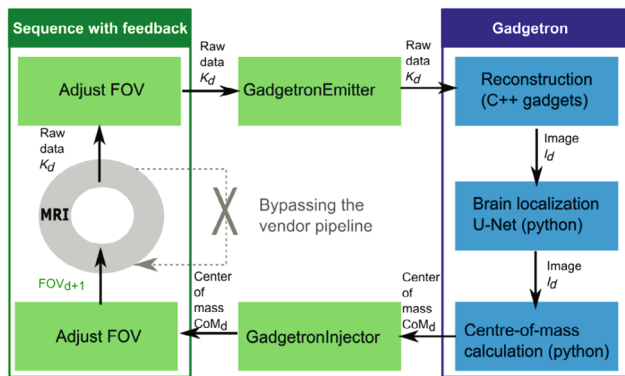 Sequence with feedback
Gadgetron
Raw
data
Kd
Raw
data
Kd
Adjust FOV
GadgetronEmitter
Reconstruction
(C++ gadgets)
Raw
data
Kd
Image
Id
MRI
Bypassing the
vendor pipeline
Brain localization
U-Net (python)
FOVd+1
Center
of
mass
CoMd
Center
of
mass
CoMd
Image
Id
Adjust FOV
GadgetronInjector
Centre-of-mass
calculation (python)